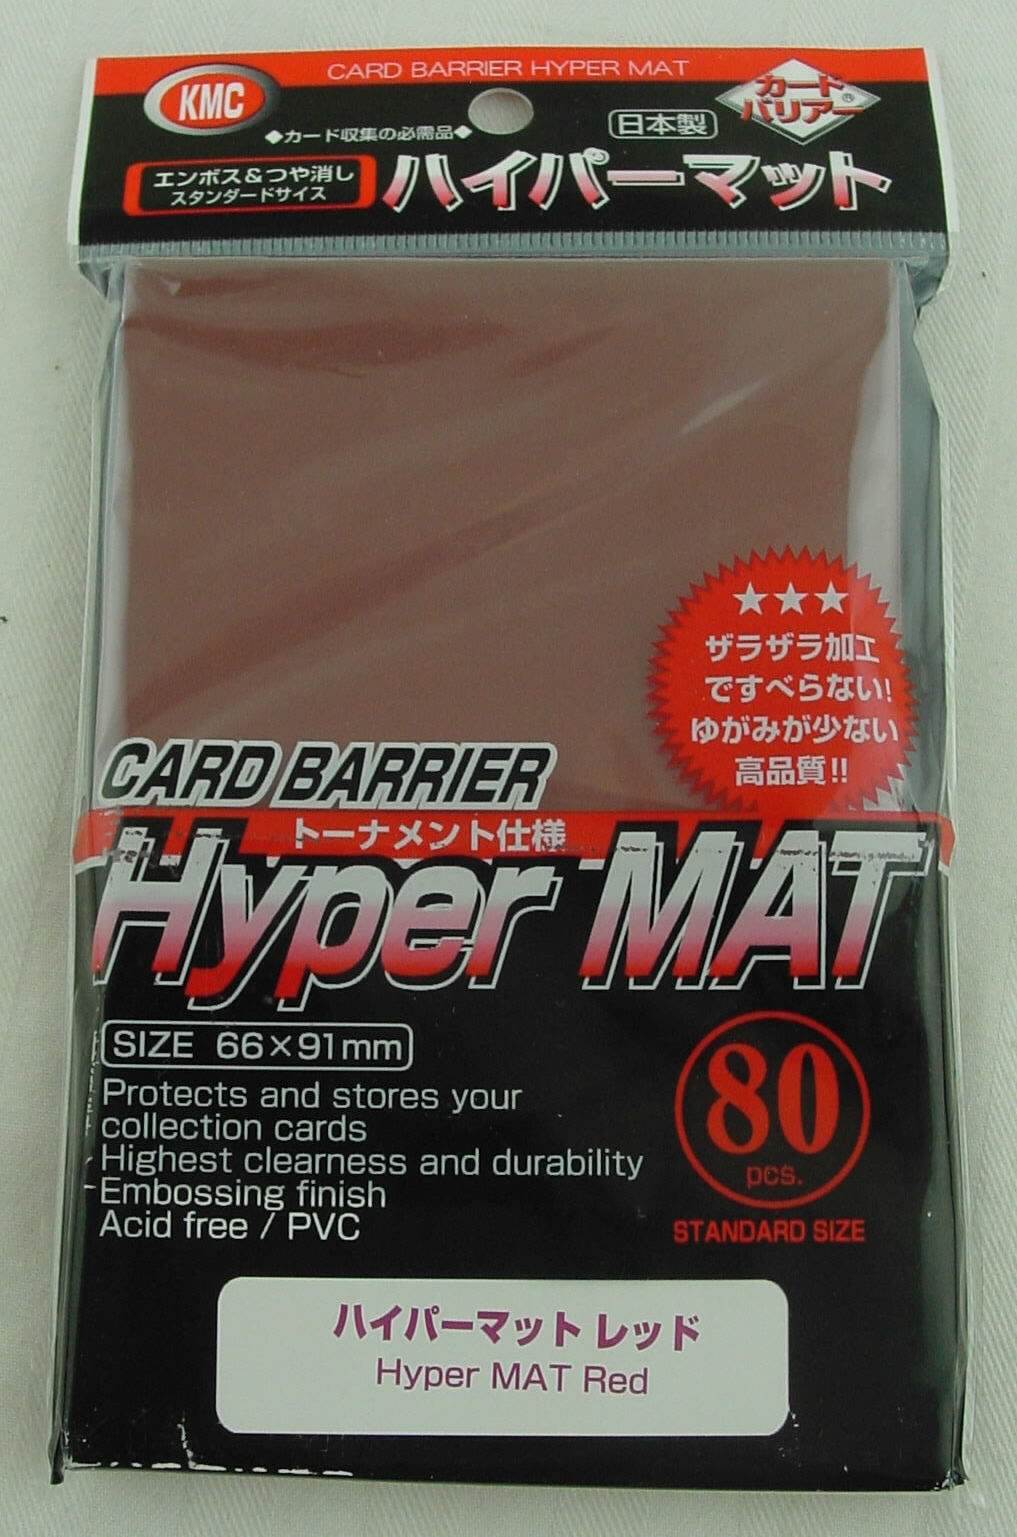 CARD BARRIER HYPER MAT
KMC
カード
バリアー®
◆カード収集の必需品◆
日本製
エンボス&つや消し
スタンダードサイズ
ハイパーマット
★★★
ザラザラ加工
ですべらない!
ゆがみが少ない
高品質!!
CARD BARRIER
トーナメント仕様
Hyper MAT
SIZE 66×91mm
Protects and stores your
collection cards
Highest clearness and durability
Embossing finish
Acid free / PVC
80
pcs.
STANDARD SIZE
ハイパーマット レッド
Hyper MAT Red